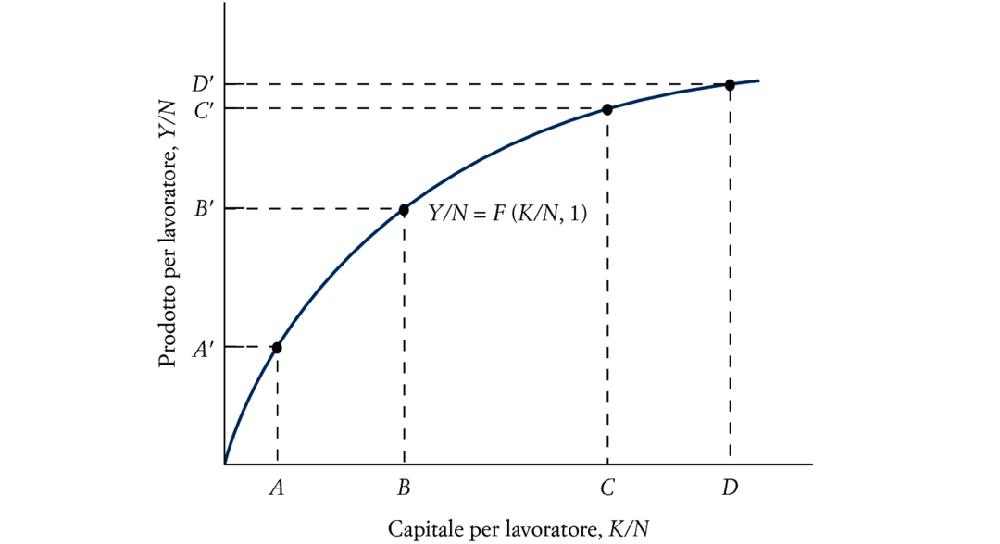 Prodotto per lavoratore, Y/N
D′
C′
B′
A′
Y/N = F (K/N, 1)
A B C D
Capitale per lavoratore, K/N